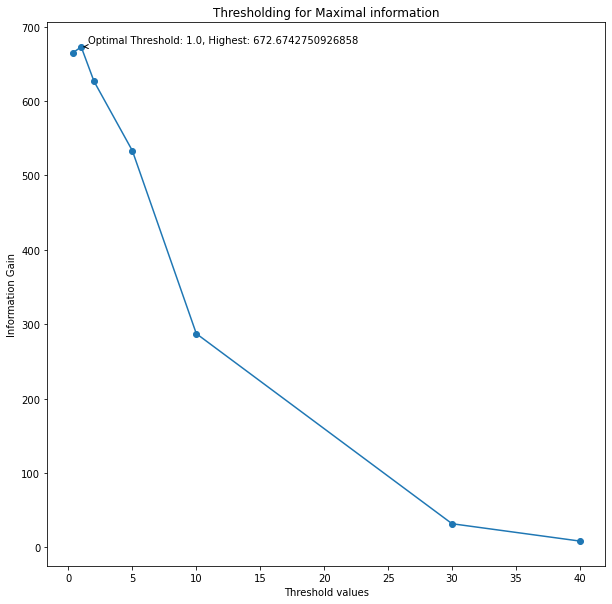 Thresholding for Maximal information
Optimal Threshold: 1.0, Highest: 672.6742750926858
Information Gain
700
600
500
400
300
200
100
0
0 5 10 15 20 25 30 35 40
Threshold values